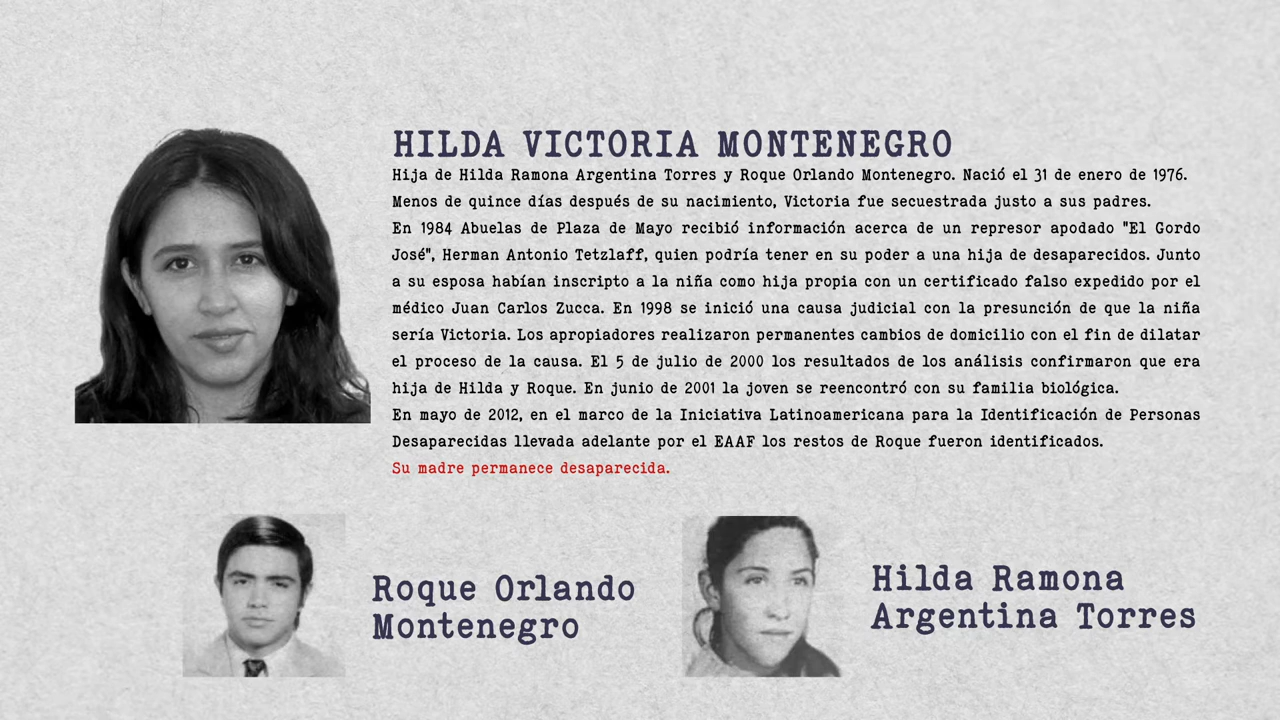 HILDA VICTORIA MONTENEGRO
Hija de Hilda Ramona Argentina Torres y Roque Orlando Montenegro. Nació el 31 de enero de 1976.
Menos de quince días después de su nacimiento, Victoria fue secuestrada justo a sus padres.
En 1984 Abuelas de Plaza de Mayo recibió información acerca de un represor apodado "El Gordo
José", Herman Antonio Tetzlaff, quien podría tener en su poder a una hija de desaparecidos. Junto
a su esposa habían inscripto a la niña como hija propia con un certificado falso expedido por el
médico Juan Carlos Zucca. En 1998 se inició una causa judicial con la presunción de que la niña
sería Victoria. Los apropiadores realizaron permanentes cambios de domicilio con el fin de dilatar
el proceso de la causa. El 5 de julio de 2000 los resultados de los análisis confirmaron que era
hija de Hilda y Roque. En junio de 2001 la joven se reencontró con su familia biológica.
En mayo de 2012, en el marco de la Iniciativa Latinoamericana para la Identificación de Personas
Desaparecidas llevada adelante por el EAAF los restos de Roque fueron identificados.
Su madre permanece desaparecida.
Roque Orlando
Montenegro
Hilda Ramona
Argentina Torres